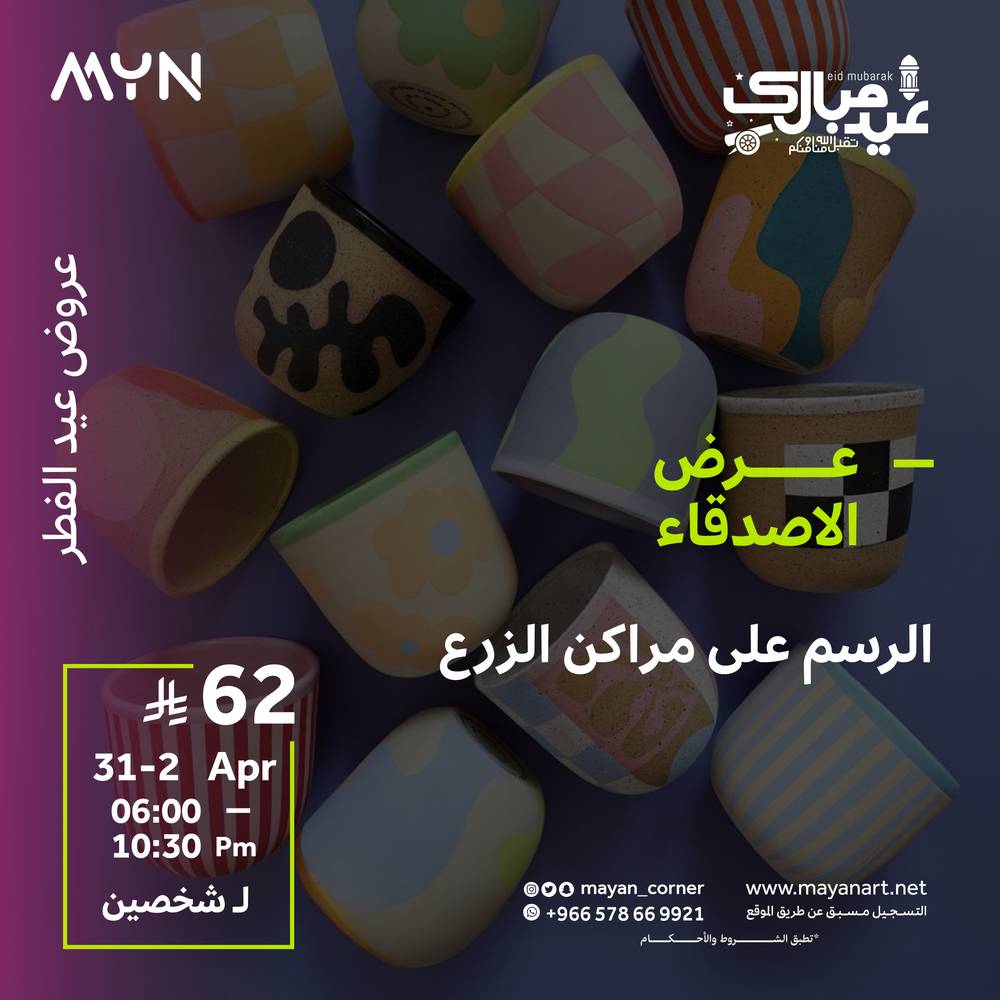 MYN
eid mubarak
عيد مبارك
تقبل الله منا ومنكم
عروض عيد الفطر
— عـــرض
الاصدقاء
الرسم على مراكن الزرع
62
31-2 Apr
06:00 —
10:30 Pm
لـ شخصين
mayan_corner
+966 578 66 9921
www.mayanart.net
التسجيل مسبق عن طريق الموقع
*تطبق الشـــروط والأحـــكـــام